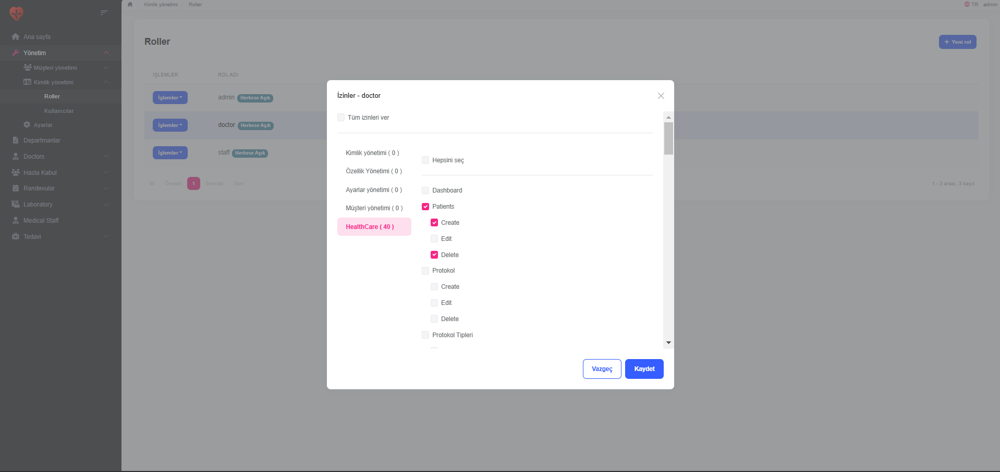 Kimlik yönetimi
Roller
TR
admin
Ana sayfa
Yönetim
Müşteri yönetimi
Kimlik yönetimi
Roller
Kullanıcılar
Ayarlar
Departmanlar
Doctors
Hasta Kabul
Randevular
Laboratory
Medical Staff
Tedavi
Roller
+ Yeni rol
İŞLEMLER
ROL ADI
İşlemler
admin Herkese Açık
İşlemler
doctor Herkese Açık
İşlemler
staff Herkese Açık
İlk
Önceki
1
Sonraki
Son
1 - 3 arası, 3 kayıt
İzinler - doctor
Tüm izinleri ver
Kimlik yönetimi ( 0 )
Özellik Yönetimi ( 0 )
Ayarlar yönetimi ( 0 )
Müşteri yönetimi ( 0 )
HealthCare ( 40 )
Hepsini seç
Dashboard
Patients
Create
Edit
Delete
Protokol
Create
Edit
Delete
Protokol Tipleri
Vazgeç
Kaydet